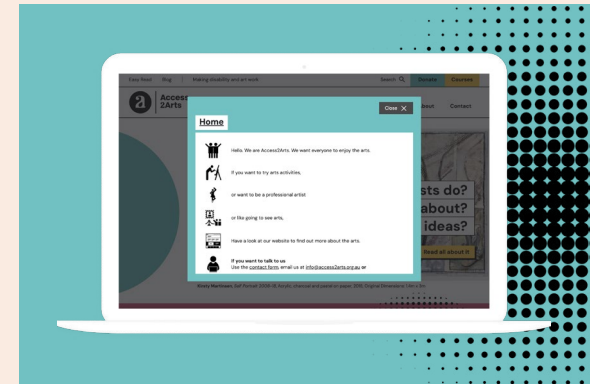 Easy Read Blog Making disability and art work Search Donate Courses
Access
2Arts
About Contact
Close X
Home
Hello. We are Access2Arts. We want everyone to enjoy the arts.
If you want to try arts activities,
or want to be a professional artist
or like going to see arts,
Have a look at our website to find out more about the arts.
If you want to talk to us
Use the contact form, email us at info@access2arts.org.au or
sts do?
about?
ideas?
Read all about it